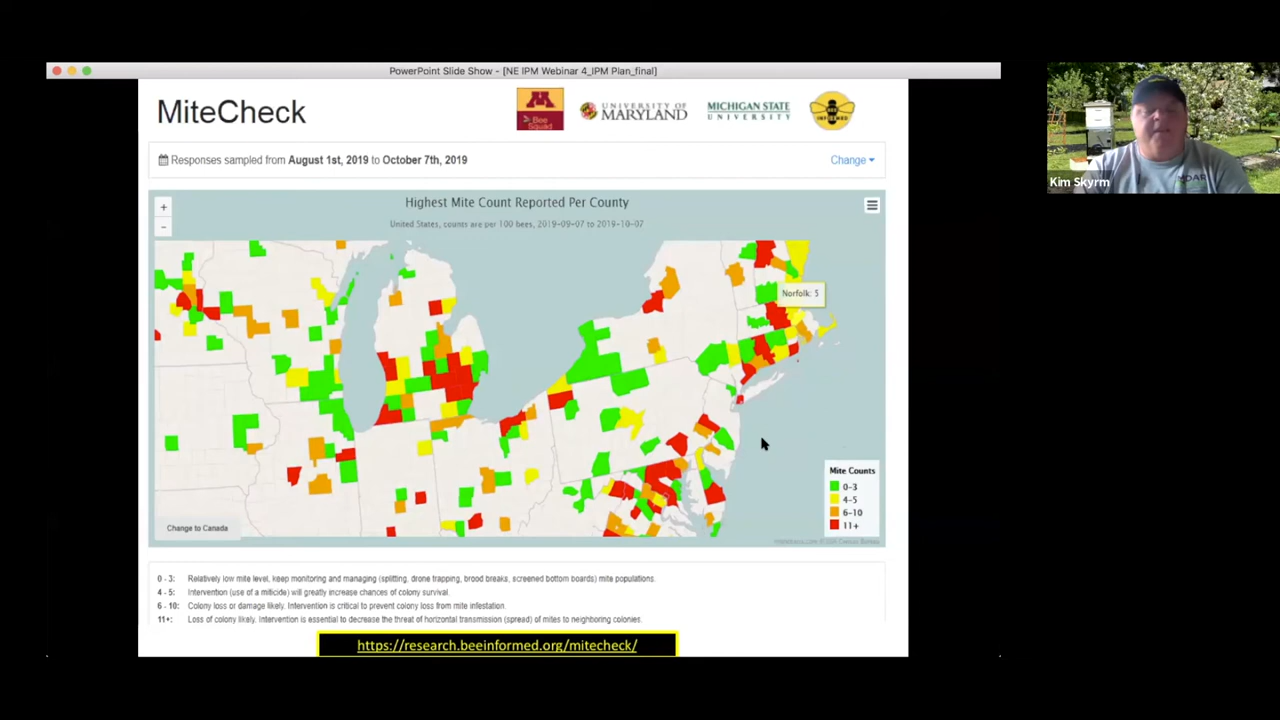 PowerPoint Slide Show - [NE IPM Webinar 4_IPM Plan_final]
MiteCheck
M
Bee
Squad
UNIVERSITY OF
MARYLAND
MICHIGAN STATE
UNIVERSITY
BEE
INFORMED
Responses sampled from August 1st, 2019 to October 7th, 2019
Change
Kim Skyrm
Highest Mite Count Reported Per County
United States, counts are per 100 bees, 2019-09-07 to 2019-10-07
+
-
Norfolk: 5
Mite Counts
0-3
4-5
6-10
11+
Change to Canada
0 - 3: Relatively low mite level, keep monitoring and managing (splitting, drone trapping, brood breaks, screened bottom boards) mite populations.
4 - 5: Intervention (use of a miticide) will greatly increase chances of colony survival.
6 - 10: Colony loss or damage likely. Intervention is critical to prevent colony loss from mite infestation.
11+: Loss of colony likely. Intervention is essential to decrease the threat of horizontal transmission (spread) of mites to neighboring colonies.
https://research.beeinformed.org/mitecheck/